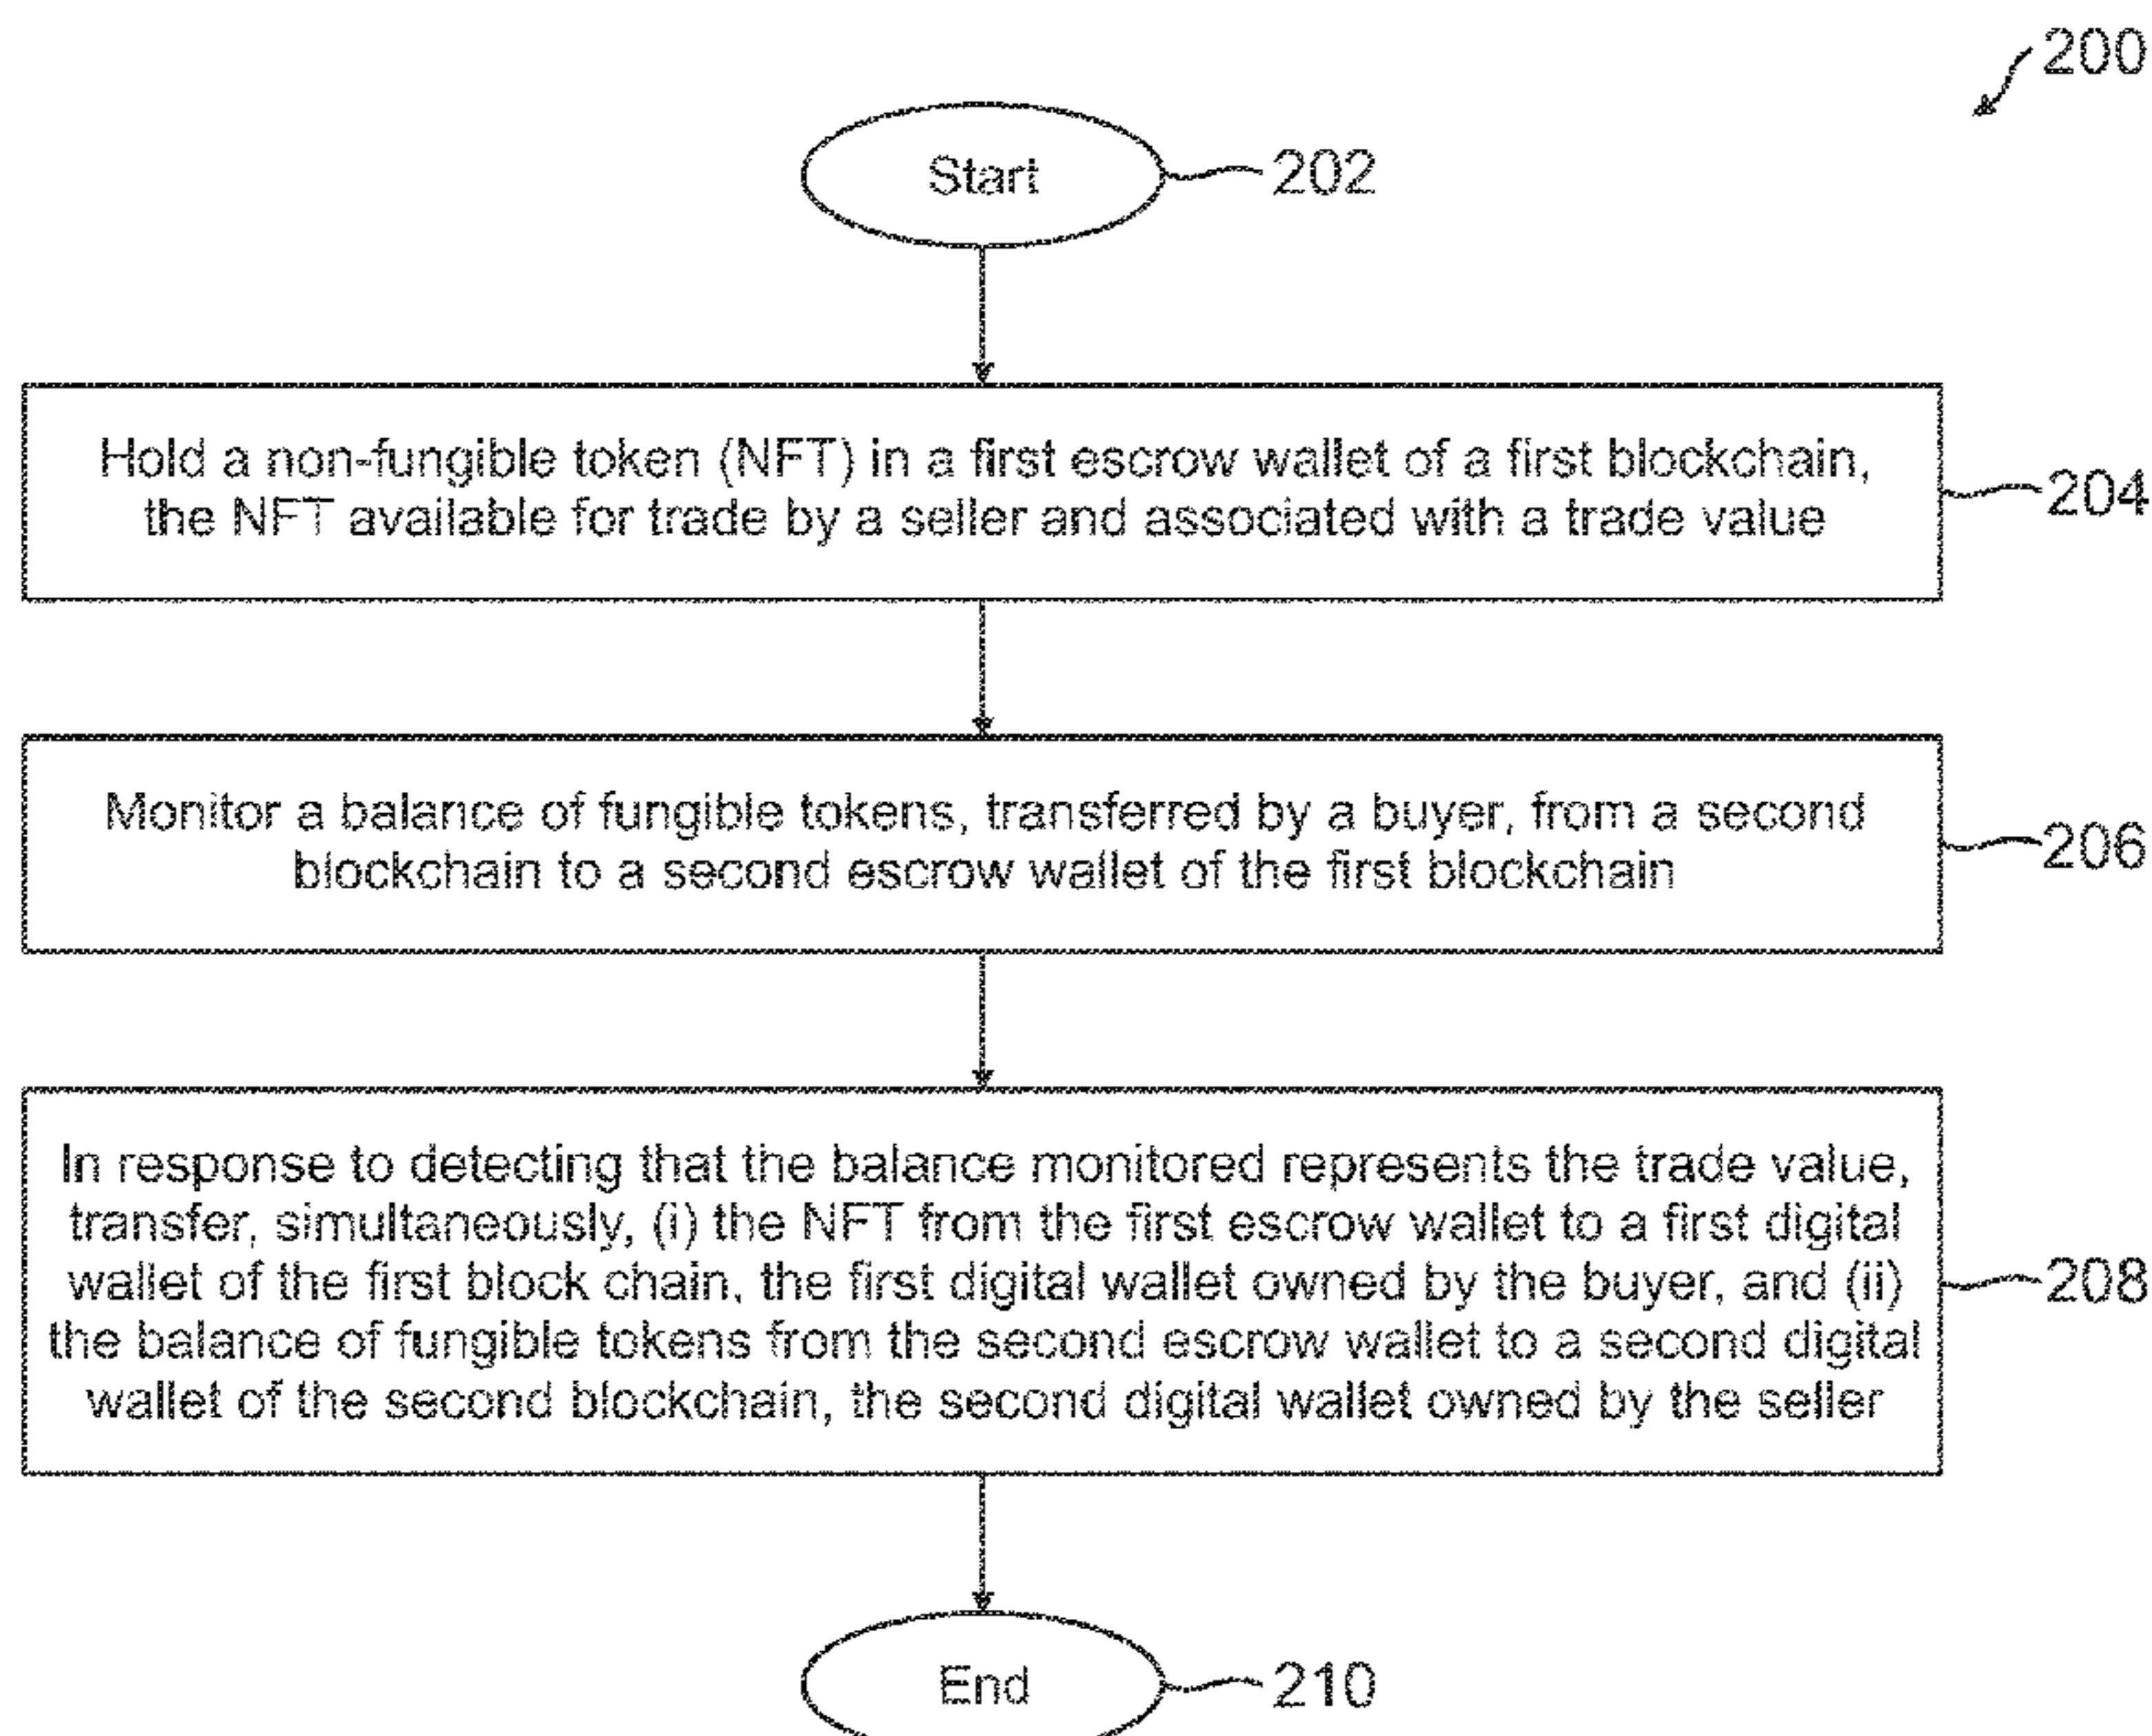 200
Start
202
Hold a non-fungible token (NFT) in a first escrow wallet of a first blockchain,
the NFT available for trade by a seller and associated with a trade value
204
Monitor a balance of fungible tokens, transferred by a buyer, from a second
blockchain to a second escrow wallet of the first blockchain
206
In response to detecting that the balance monitored represents the trade value,
transfer, simultaneously, (i) the NFT from the first escrow wallet to a first digital
wallet of the first block chain, the first digital wallet owned by the buyer, and (ii)
the balance of fungible tokens from the second escrow wallet to a second digital
wallet of the second blockchain, the second digital wallet owned by the seller
208
End
210